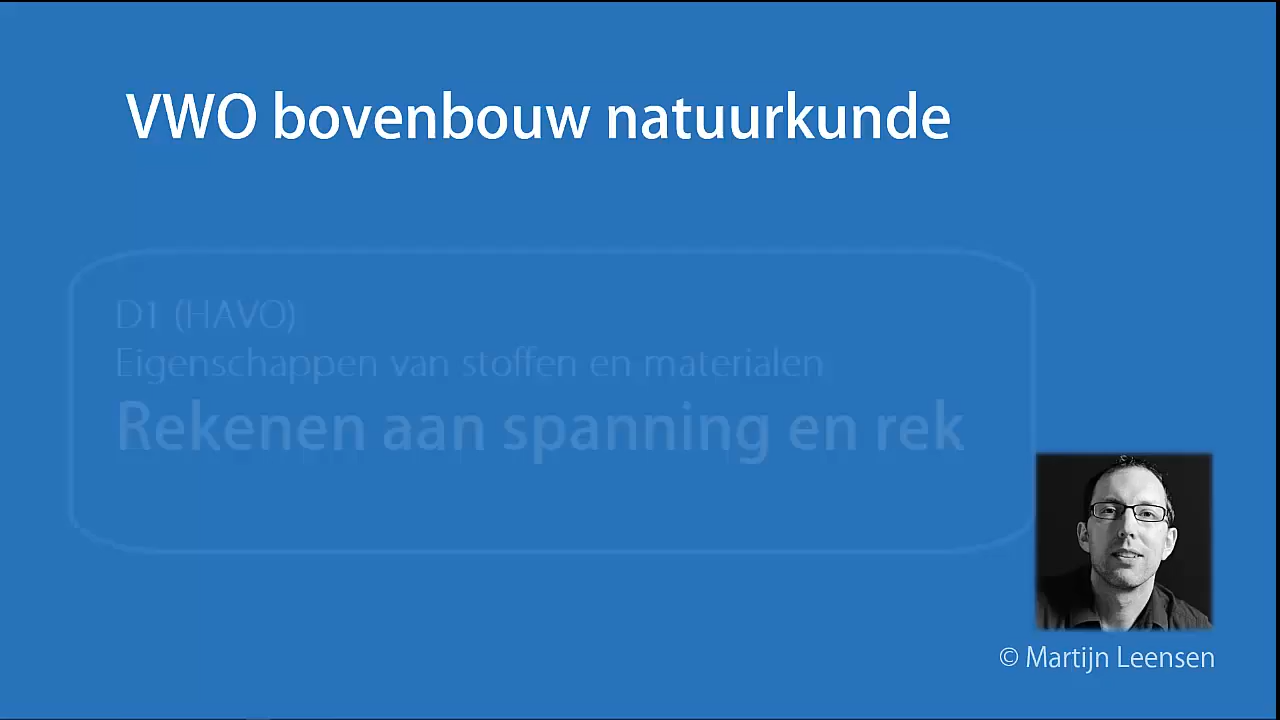 VWO bovenbouw natuurkunde
D1 (HAVO)
Eigenschappen van stoffen en materialen
Rekenen aan spanning en rek
© Martijn Leensen